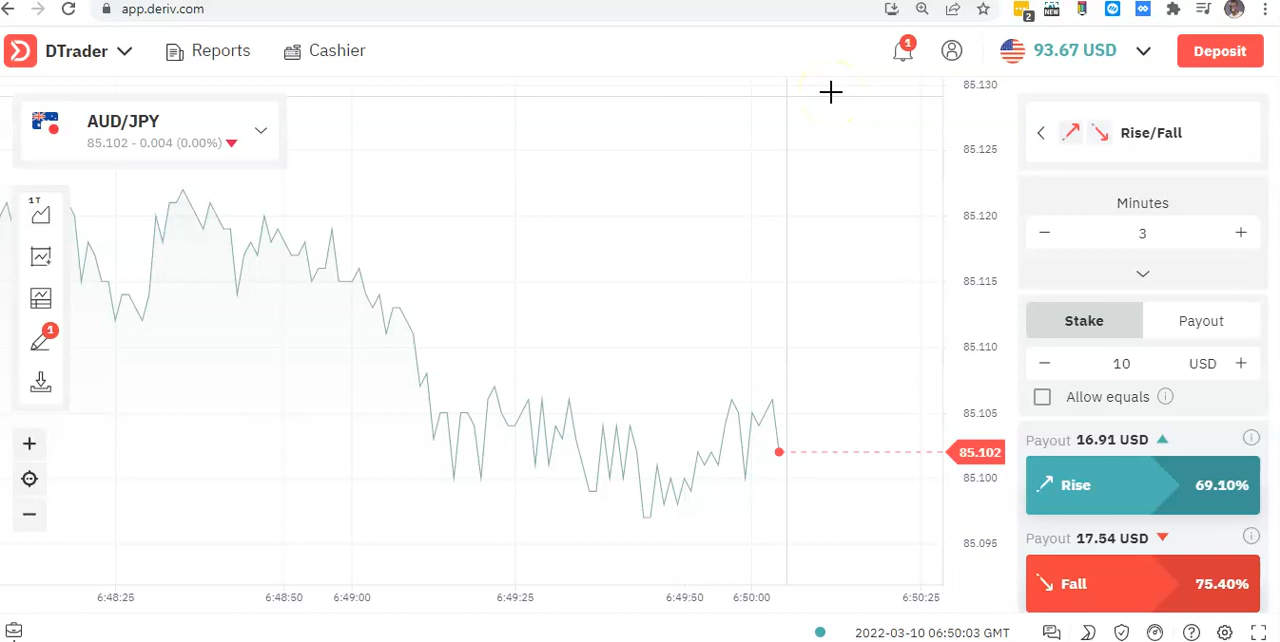 app.deriv.com
2
NEW
DTrader
Reports
Cashier
1
93.67 USD
Deposit
AUD/JPY
85.102 - 0.004 (0.00%)
1T
1
85.130
85.125
85.120
85.115
85.110
85.105
85.102
85.100
85.095
6:48:25
6:48:50
6:49:00
6:49:25
6:49:50
6:50:00
6:50:25
Rise/Fall
Minutes
− 3 +
Stake
Payout
− 10 USD +
Allow equals
Payout 16.91 USD
Rise 69.10%
Payout 17.54 USD
Fall 75.40%
2022-03-10 06:50:03 GMT